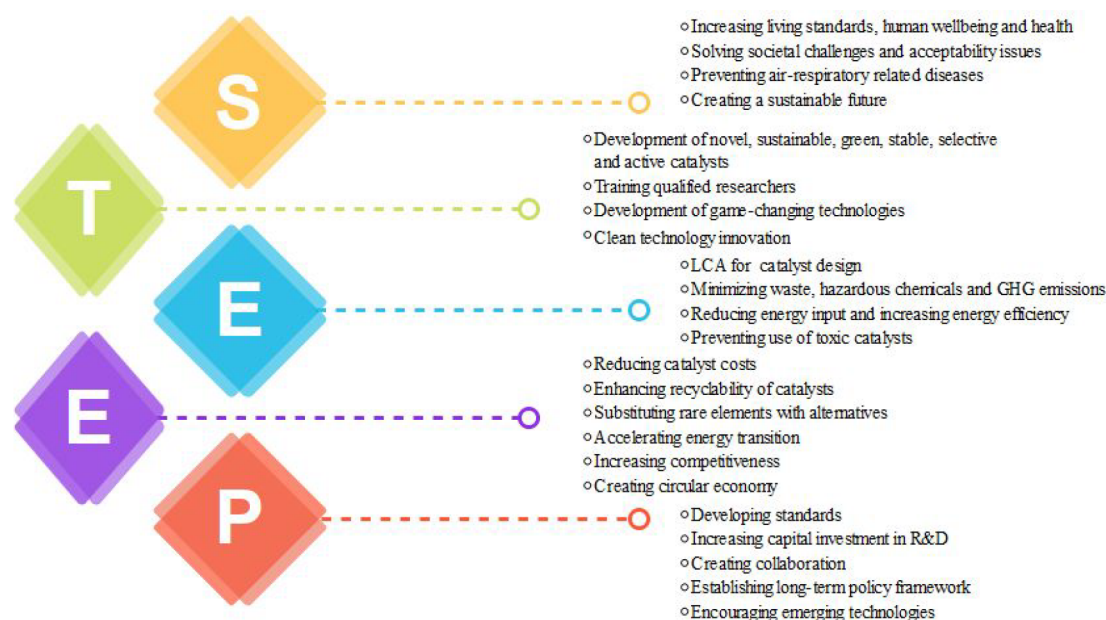 S
○Increasing living standards, human wellbeing and health
○Solving societal challenges and acceptability issues
○Preventing air-respiratory related diseases
○Creating a sustainable future
T
○Development of novel, sustainable, green, stable, selective
and active catalysts
○Training qualified researchers
○Development of game-changing technologies
○Clean technology innovation
E
○LCA for catalyst design
○Minimizing waste, hazardous chemicals and GHG emissions
○Reducing energy input and increasing energy efficiency
○Preventing use of toxic catalysts
E
○Reducing catalyst costs
○Enhancing recyclability of catalysts
○Substituting rare elements with alternatives
○Accelerating energy transition
○Increasing competitiveness
○Creating circular economy
P
○Developing standards
○Increasing capital investment in R&D
○Creating collaboration
○Establishing long-term policy framework
○Encouraging emerging technologies